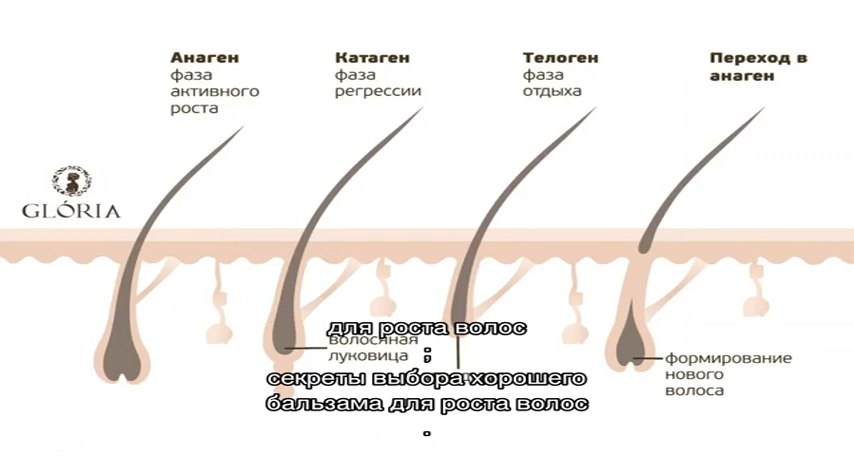 Анаген
фаза
активного
роста
Катаген
фаза
регрессии
Телоген
фаза
отдыха
Переход в
анаген
GLÓRIA
волосяная
луковица
формирование
нового
волоса
для роста волос
;
секреты выбора хорошего
бальзама для роста волос
.